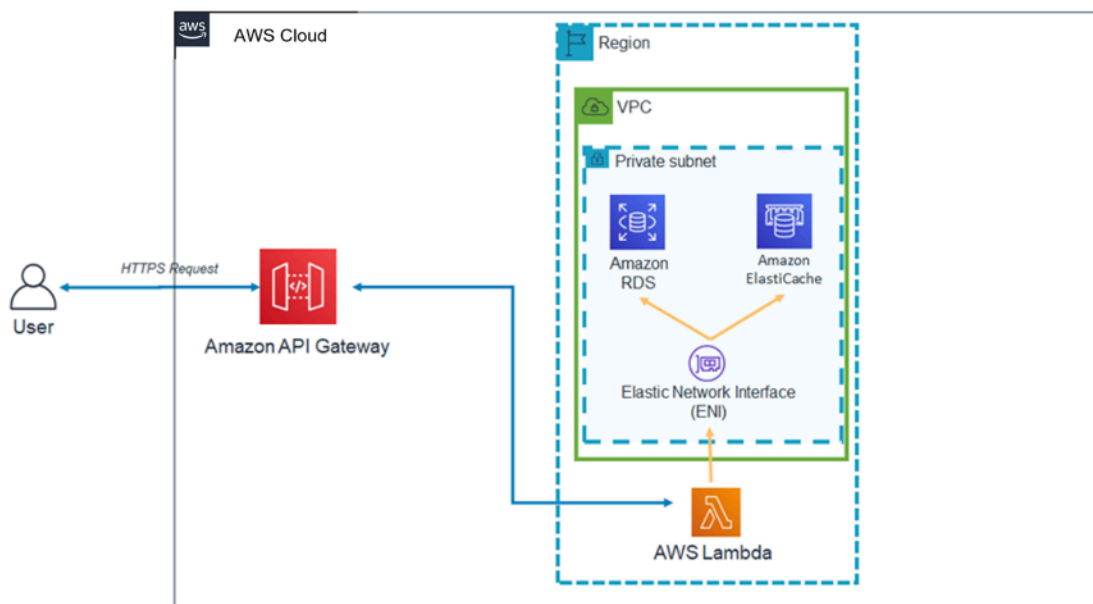 aws
AWS Cloud
Region
VPC
Private subnet
Amazon
RDS
Amazon
ElastiCache
HTTPS Request
User
Amazon API Gateway
</>
Elastic Network Interface
(ENI)
AWS Lambda